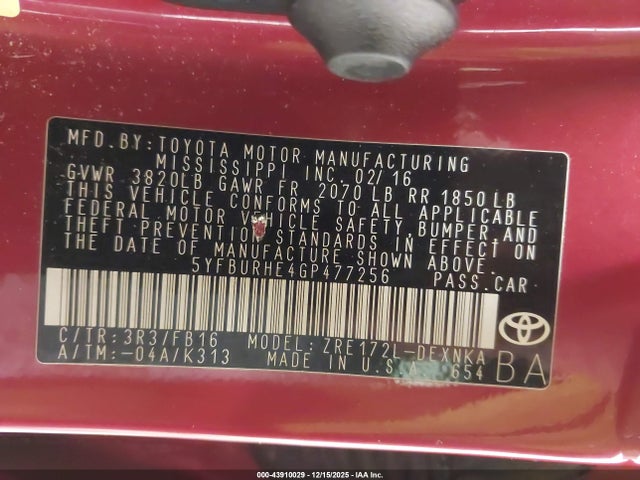 MFD. BY: TOYOTA MOTOR MANUFACTURING
MISSISSIPPI INC. 02/16
GVWR 3820LB GAWR FR 2070 LB RR 1850 LB
THIS VEHICLE CONFORMS TO ALL APPLICABLE
FEDERAL MOTOR VEHICLE SAFETY, BUMPER AND
THEFT PREVENTION STANDARDS IN EFFECT ON
THE DATE OF MANUFACTURE SHOWN ABOVE.
5YFBURHE4GP477256 PASS.CAR
C/TR: 3R3/FB16 MODEL: ZRE172L-DEXNKA
A/TM:-04A/K313 MADE IN U.S.A. 654
BA
000-43910029 - 12/15/2025 - IAA Inc.